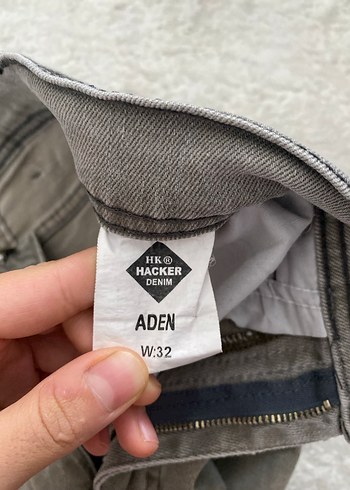 HK®
HACKER
DENIM
ADEN
W:32